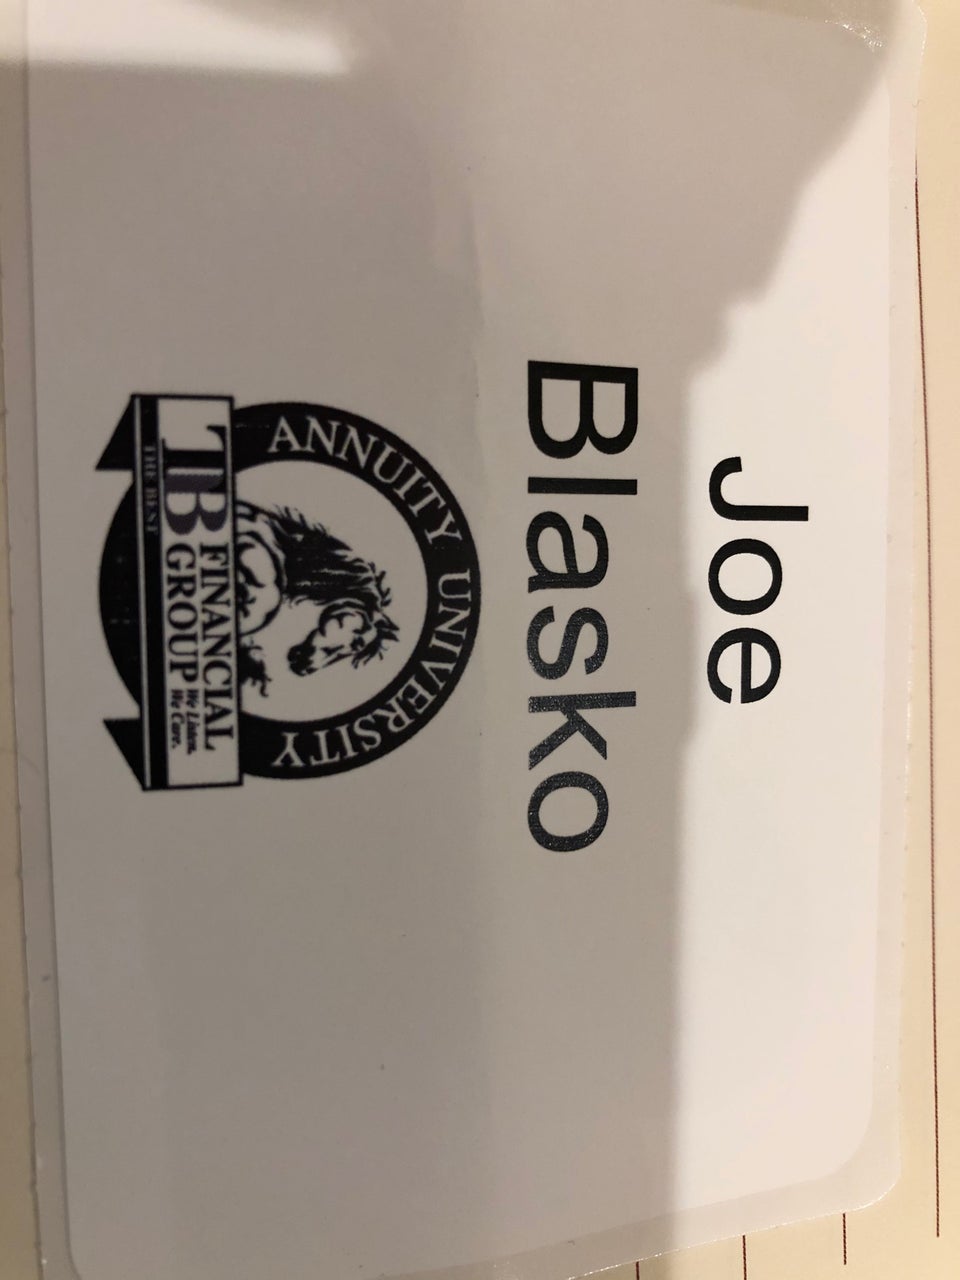 Joe
Blasko
ANNUITY UNIVERSITY
TB FINANCIAL GROUP
We Listen.
We Care.
THE BEST